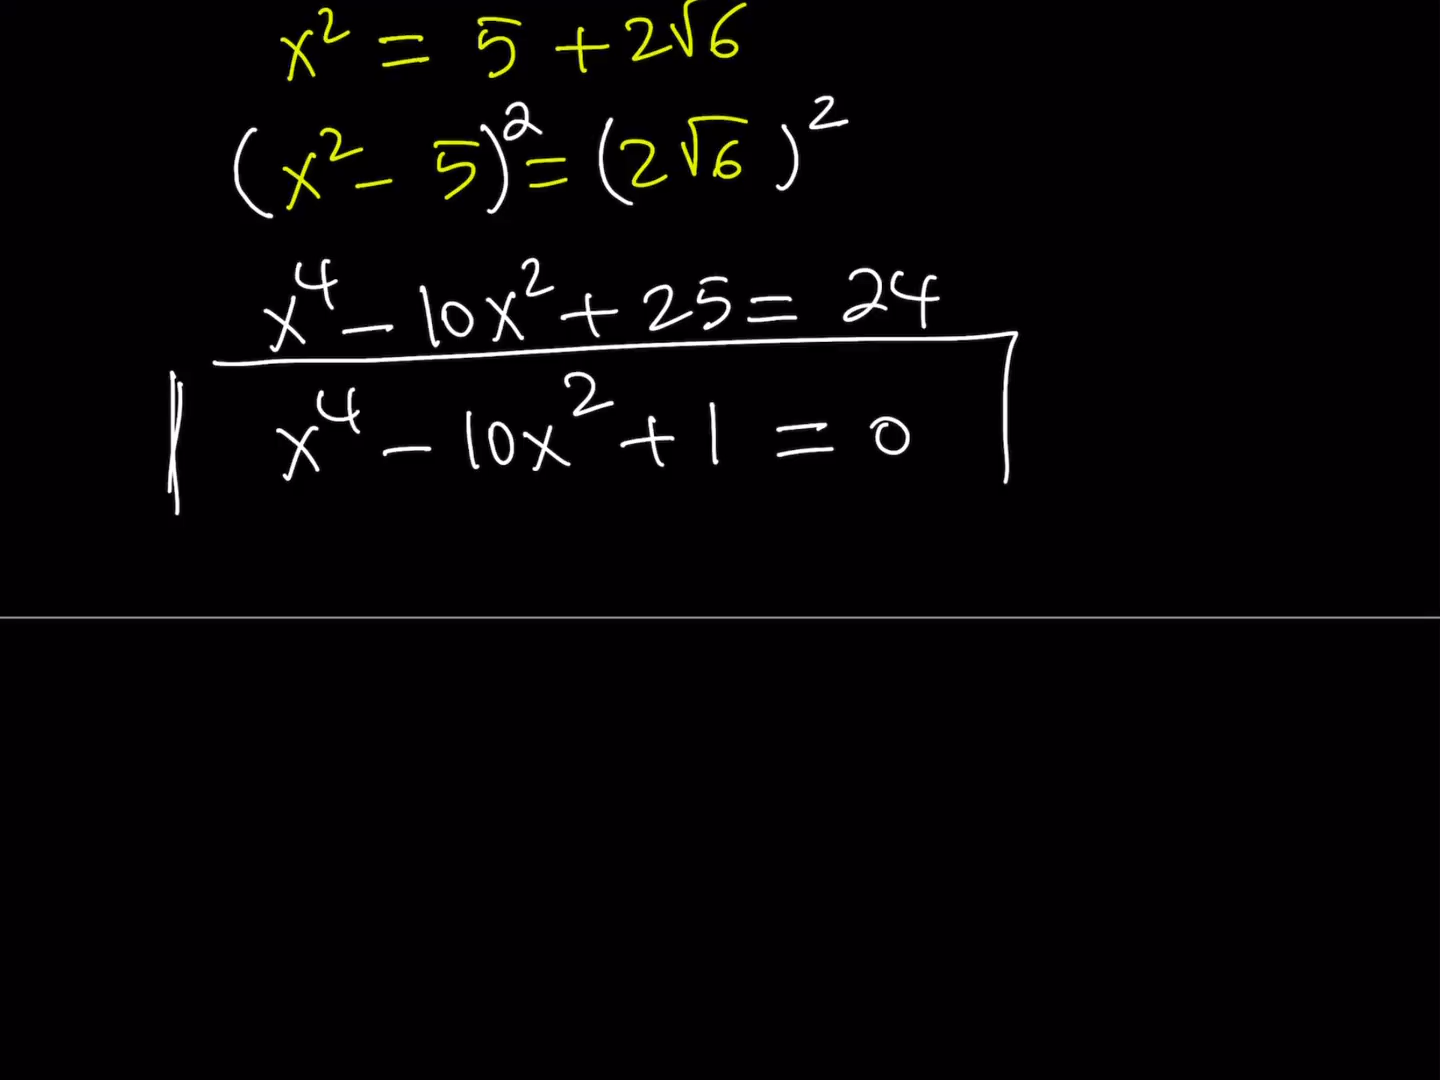 x² = 5 + 2√6
(x² - 5)² = (2√6)²
x⁴ - 10x² + 25 = 24
x⁴ - 10x² + 1 = 0